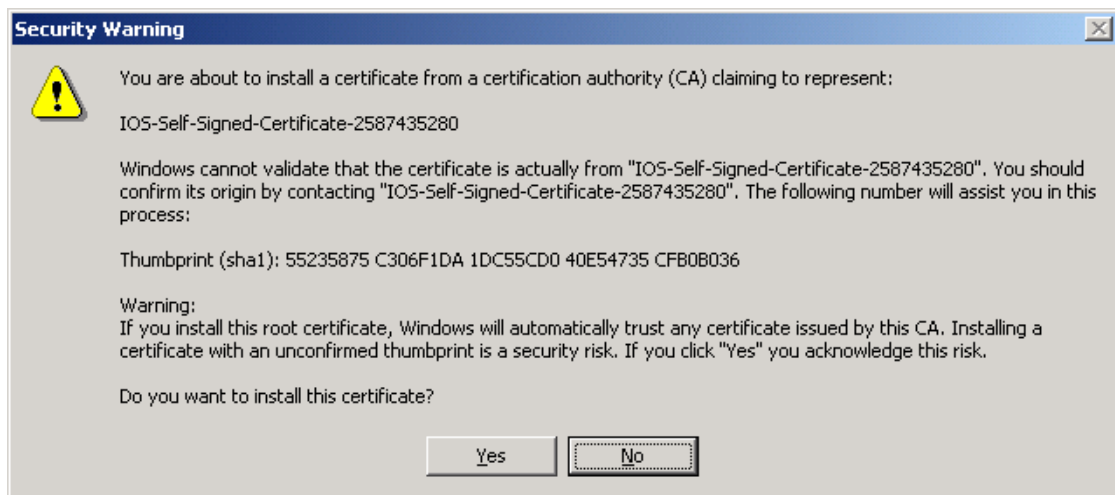 Security Warning
You are about to install a certificate from a certification authority (CA) claiming to represent:
IOS-Self-Signed-Certificate-2587435280
Windows cannot validate that the certificate is actually from "IOS-Self-Signed-Certificate-2587435280". You should
confirm its origin by contacting "IOS-Self-Signed-Certificate-2587435280". The following number will assist you in this
process:
Thumbprint (sha1): 55235875 C306F1DA 1DC55CD0 40E54735 CFB0B036
Warning:
If you install this root certificate, Windows will automatically trust any certificate issued by this CA. Installing a
certificate with an unconfirmed thumbprint is a security risk. If you click "Yes" you acknowledge this risk.
Do you want to install this certificate?
Yes
No